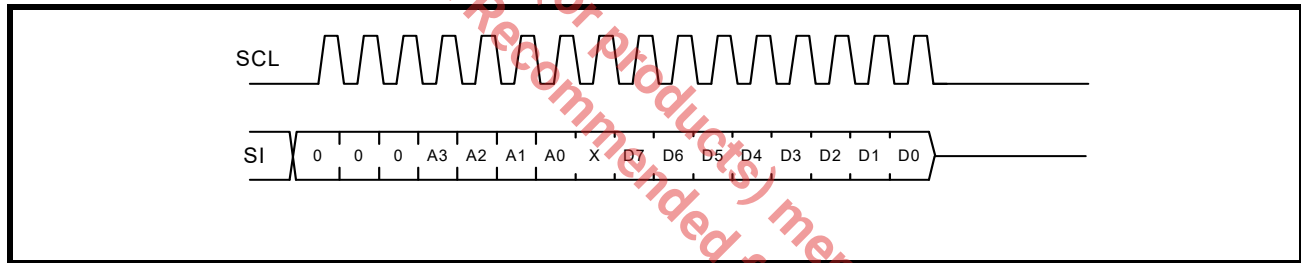 SCL
SI 0 0 0 A3 A2 A1 A0 X D7 D6 D5 D4 D3 D2 D1 D0
(or products) me
Recommended f